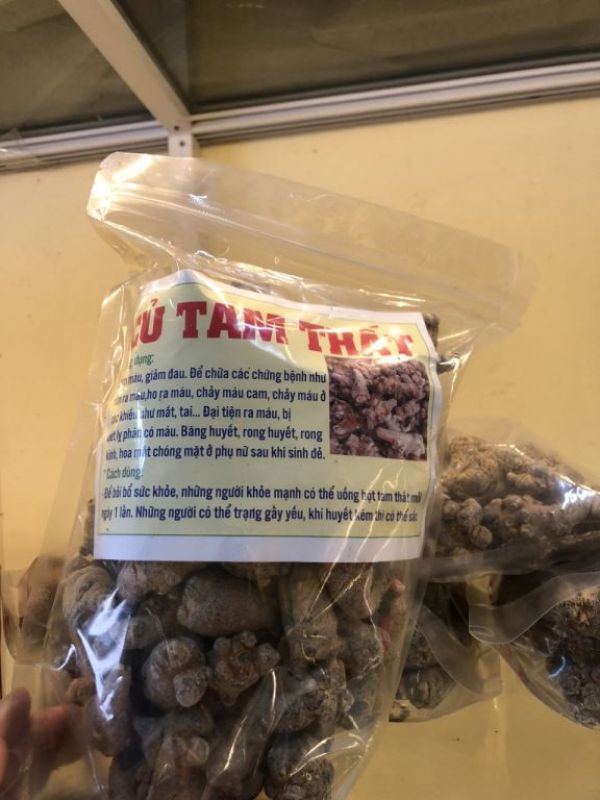 CỦ TAM THẤT
dụng:
máu, giảm đau. Để chữa các chứng bệnh như
ra máu,ho ra máu, chảy máu cam, chảy máu ở
các khiếu như mắt, tai... Đại tiện ra máu, bị
lỵ phân có máu. Băng huyết, rong huyết, rong
kinh, hoa mắt chóng mặt ở phụ nữ sau khi sinh đẻ.
* Cách dùng:
- Để bồi bổ sức khỏe, những người khỏe mạnh có thể uống bột tam thất mỗi
ngày 1 lần. Những người có thể trạng gầy yếu, khí huyết kém thì có thể sắc